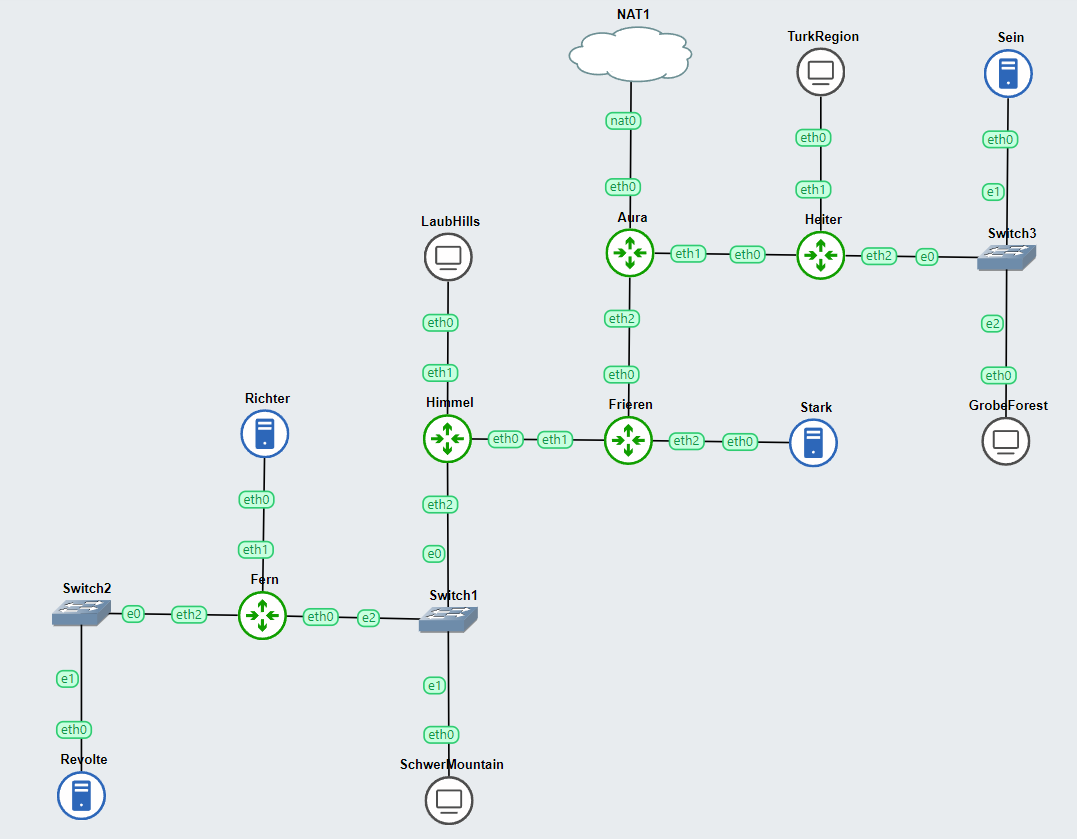 NAT1
TurkRegion
Sein
nat0
eth0
eth0
eth0
eth1
e1
eth0
Aura
Heiter
Switch3
LaubHills
eth1
eth0
eth2
e0
eth0
eth2
e2
eth1
eth0
eth0
Richter
Himmel
Frieren
Stark
GrobeForest
eth0
eth1
eth2
eth0
eth0
eth2
eth1
e0
Fern
Switch2
Switch1
e0
eth2
eth0
e2
e1
e1
eth0
eth0
Revolte
SchwerMountain